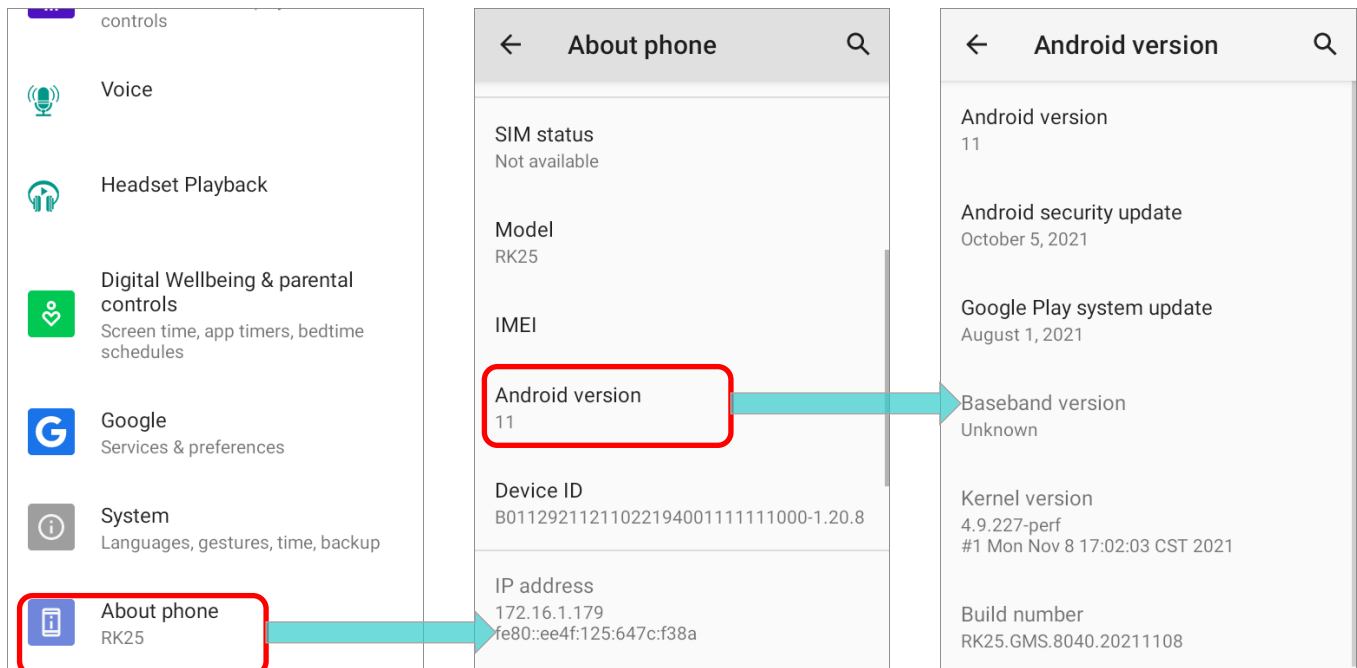 controls
Voice
Headset Playback
Digital Wellbeing & parental
controls
Screen time, app timers, bedtime
schedules
Google
Services & preferences
System
Languages, gestures, time, backup
About phone
RK25
About phone
SIM status
Not available
Model
RK25
IMEI
Android version
11
Device ID
B01129211211022194001111111000-1.20.8
IP address
172.16.1.179
fe80::ee4f:125:647c:f38a
Android version
Android version
11
Android security update
October 5, 2021
Google Play system update
August 1, 2021
Baseband version
Unknown
Kernel version
4.9.227-perf
#1 Mon Nov 8 17:02:03 CST 2021
Build number
RK25.GMS.8040.20211108